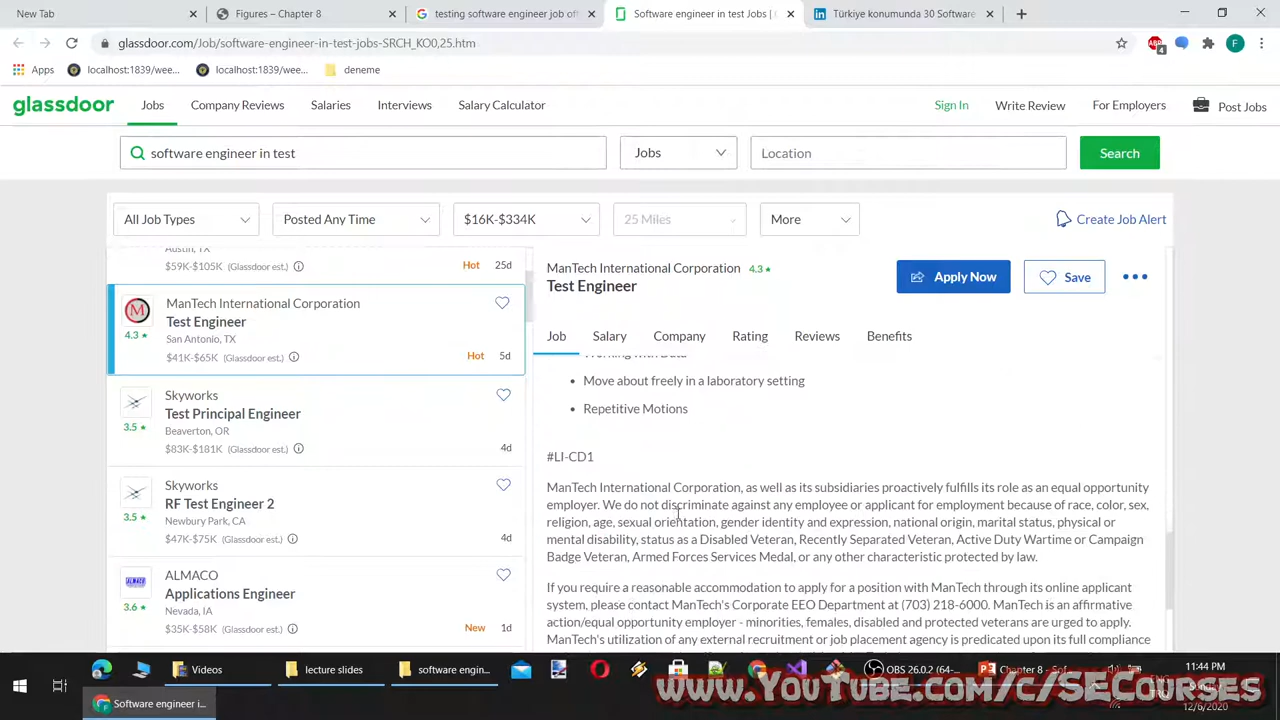 New Tab
Figures – Chapter 8
testing software engineer job off
Software engineer in test Jobs | G
Türkiye konumunda 30 Software
glassdoor.com/Job/software-engineer-in-test-jobs-SRCH_KO0,25.htm
4
F
Apps
localhost:1839/wee...
localhost:1839/wee...
deneme
glassdoor
Jobs
Company Reviews
Salaries
Interviews
Salary Calculator
Sign In
Write Review
For Employers
Post Jobs
software engineer in test
Jobs
Location
Search
All Job Types
Posted Any Time
$16K-$334K
25 Miles
More
Create Job Alert
Austin, TX
$59K-$105K (Glassdoor est.)
Hot
25d
M
ManTech International Corporation
Test Engineer
4.3 ★
San Antonio, TX
$41K-$65K (Glassdoor est.)
Hot
5d
Skyworks
Test Principal Engineer
3.5 ★
Beaverton, OR
$83K-$181K (Glassdoor est.)
4d
Skyworks
RF Test Engineer 2
3.5 ★
Newbury Park, CA
$47K-$75K (Glassdoor est.)
4d
ALMACO
Applications Engineer
3.6 ★
Nevada, IA
$35K-$58K (Glassdoor est.)
New
1d
ManTech International Corporation 4.3 ★
Test Engineer
Apply Now
Save
Job
Salary
Company
Rating
Reviews
Benefits
Working with Data
• Move about freely in a laboratory setting
• Repetitive Motions
#LI-CD1
ManTech International Corporation, as well as its subsidiaries proactively fulfills its role as an equal opportunity
employer. We do not discriminate against any employee or applicant for employment because of race, color, sex,
religion, age, sexual orientation, gender identity and expression, national origin, marital status, physical or
mental disability, status as a Disabled Veteran, Recently Separated Veteran, Active Duty Wartime or Campaign
Badge Veteran, Armed Forces Services Medal, or any other characteristic protected by law.
If you require a reasonable accommodation to apply for a position with ManTech through its online applicant
system, please contact ManTech's Corporate EEO Department at (703) 218-6000. ManTech is an affirmative
action/equal opportunity employer - minorities, females, disabled and protected veterans are urged to apply.
ManTech's utilization of any external recruitment or job placement agency is predicated upon its full compliance
Videos
lecture slides
software engin...
OBS 26.0.2 (64-...
Chapter 8 - Sof...
11:44 PM
Sunday
12/6/2020
ENG
TRQ
Software engineer i...
www.YouTube.com/c/SECourses